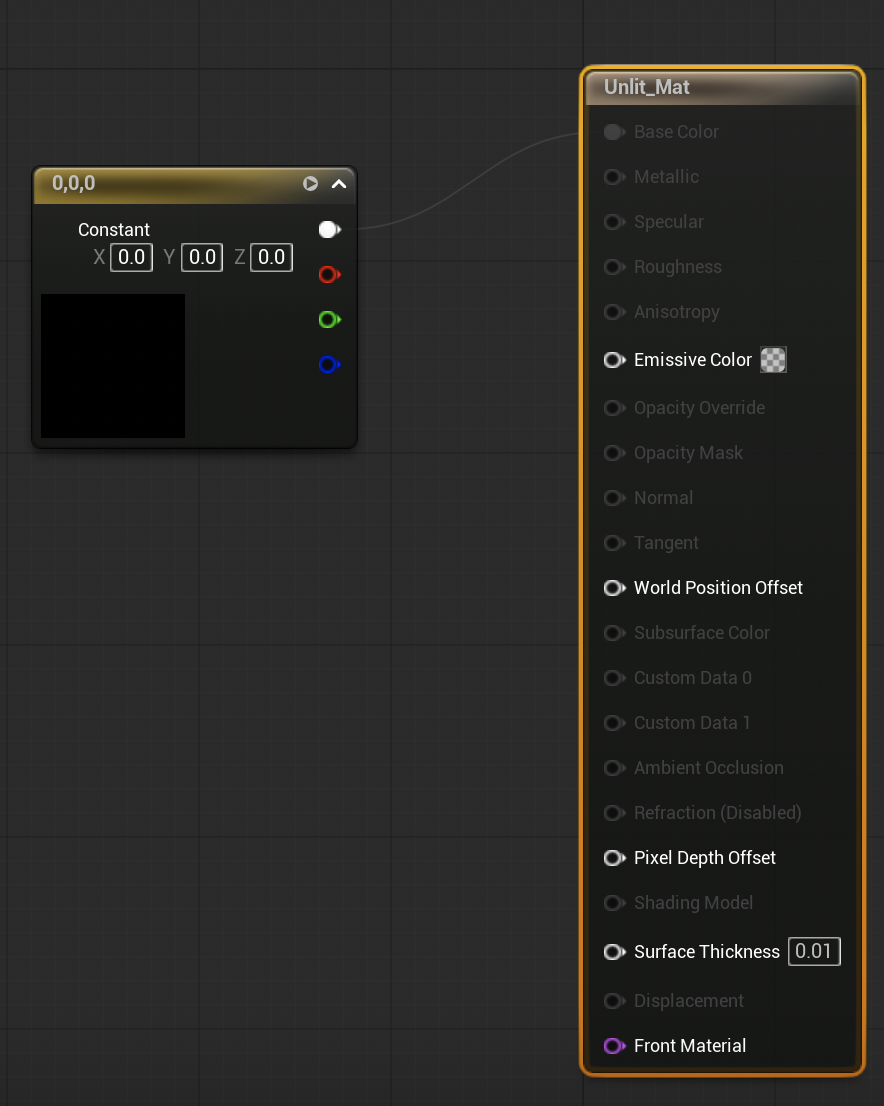 0,0,0
Constant
X 0.0 Y 0.0 Z 0.0
Unlit_Mat
Base Color
Metallic
Specular
Roughness
Anisotropy
Emissive Color
Opacity Override
Opacity Mask
Normal
Tangent
World Position Offset
Subsurface Color
Custom Data 0
Custom Data 1
Ambient Occlusion
Refraction (Disabled)
Pixel Depth Offset
Shading Model
Surface Thickness 0.01
Displacement
Front Material